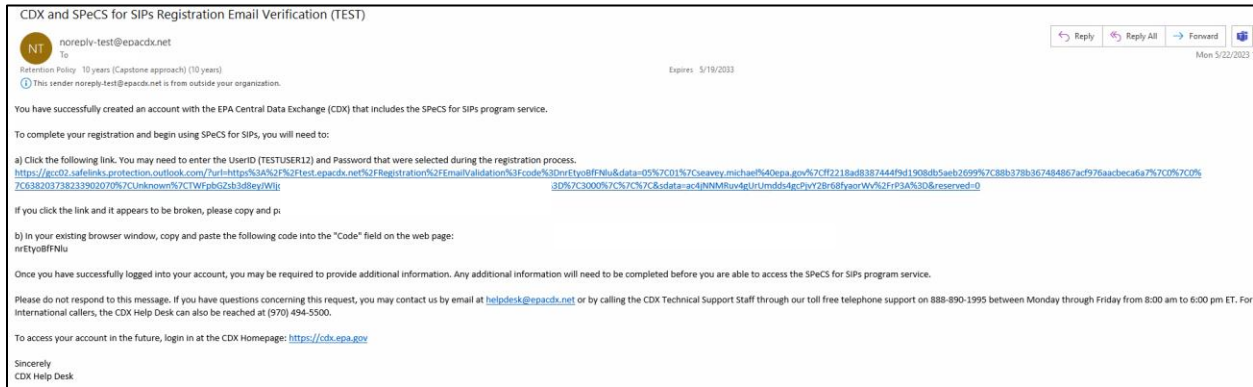 CDX and SPeCS for SIPs Registration Email Verification (TEST)
NT
noreply-test@epacdx.net
To
Reply
Reply All
Forward
Mon 5/22/2023
Retention Policy 10 years (Capstone approach) (10 years)
Expires 5/19/2033
This sender noreply-test@epacdx.net is from outside your organization.
You have successfully created an account with the EPA Central Data Exchange (CDX) that includes the SPeCS for SIPs program service.
To complete your registration and begin using SPeCS for SIPs, you will need to:
a) Click the following link. You may need to enter the UserID (TESTUSER12) and Password that were selected during the registration process.
https://gcc02.safelinks.protection.outlook.com/?url=https%3A%2F%2Ftest.epacdx.net%2FRegistration%2FEmailValidation%3Fcode%3DnrEtyoBfFNlu&data=05%7C01%7Cseavey.michael%40epa.gov%7Cff2218ad8387444f9d1908db5aeb2699%7C88b378b367484867acf976aacbeca6a7%7C0%7C0%
7C638203738233902070%7CUnknown%7CTWFpbGZsb3d8eyJWIjc 3D%7C3000%7C%7C%7C&sdata=ac4jNNMRuv4gUrUmdds4gcPjvY2Br68fyaorWv%2FrP3A%3D&reserved=0
If you click the link and it appears to be broken, please copy and pa
b) In your existing browser window, copy and paste the following code into the "Code" field on the web page:
nrEtyoBfFNlu
Once you have successfully logged into your account, you may be required to provide additional information. Any additional information will need to be completed before you are able to access the SPeCS for SIPs program service.
Please do not respond to this message. If you have questions concerning this request, you may contact us by email at helpdesk@epacdx.net or by calling the CDX Technical Support Staff through our toll free telephone support on 888-890-1995 between Monday through Friday from 8:00 am to 6:00 pm ET. For
International callers, the CDX Help Desk can also be reached at (970) 494-5500.
To access your account in the future, login in at the CDX Homepage: https://cdx.epa.gov
Sincerely
CDX Help Desk